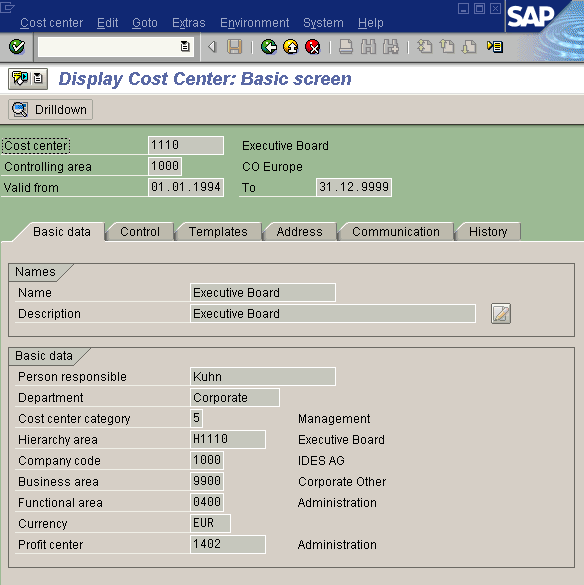 Cost center Edit Goto Extras Environment System Help
SAP
Display Cost Center: Basic screen
Drilldown
Cost center 1110 Executive Board
Controlling area 1000 CO Europe
Valid from 01.01.1994 To 31.12.9999
Basic data Control Templates Address Communication History
Names
Name Executive Board
Description Executive Board
Basic data
Person responsible Kuhn
Department Corporate
Cost center category 5 Management
Hierarchy area H1110 Executive Board
Company code 1000 IDES AG
Business area 9900 Corporate Other
Functional area 0400 Administration
Currency EUR
Profit center 1402 Administration